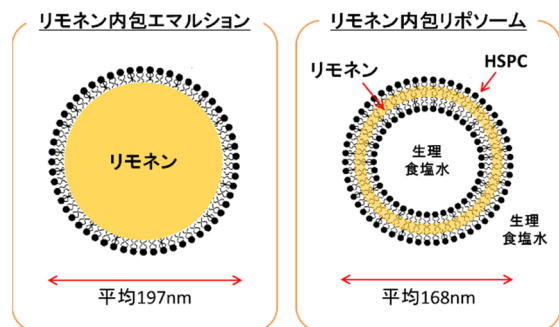 リモネン内包エマルション
リモネン
平均197nm
リモネン内包リポソーム
リモネン
HSPC
生理
食塩水
生理
食塩水
平均168nm